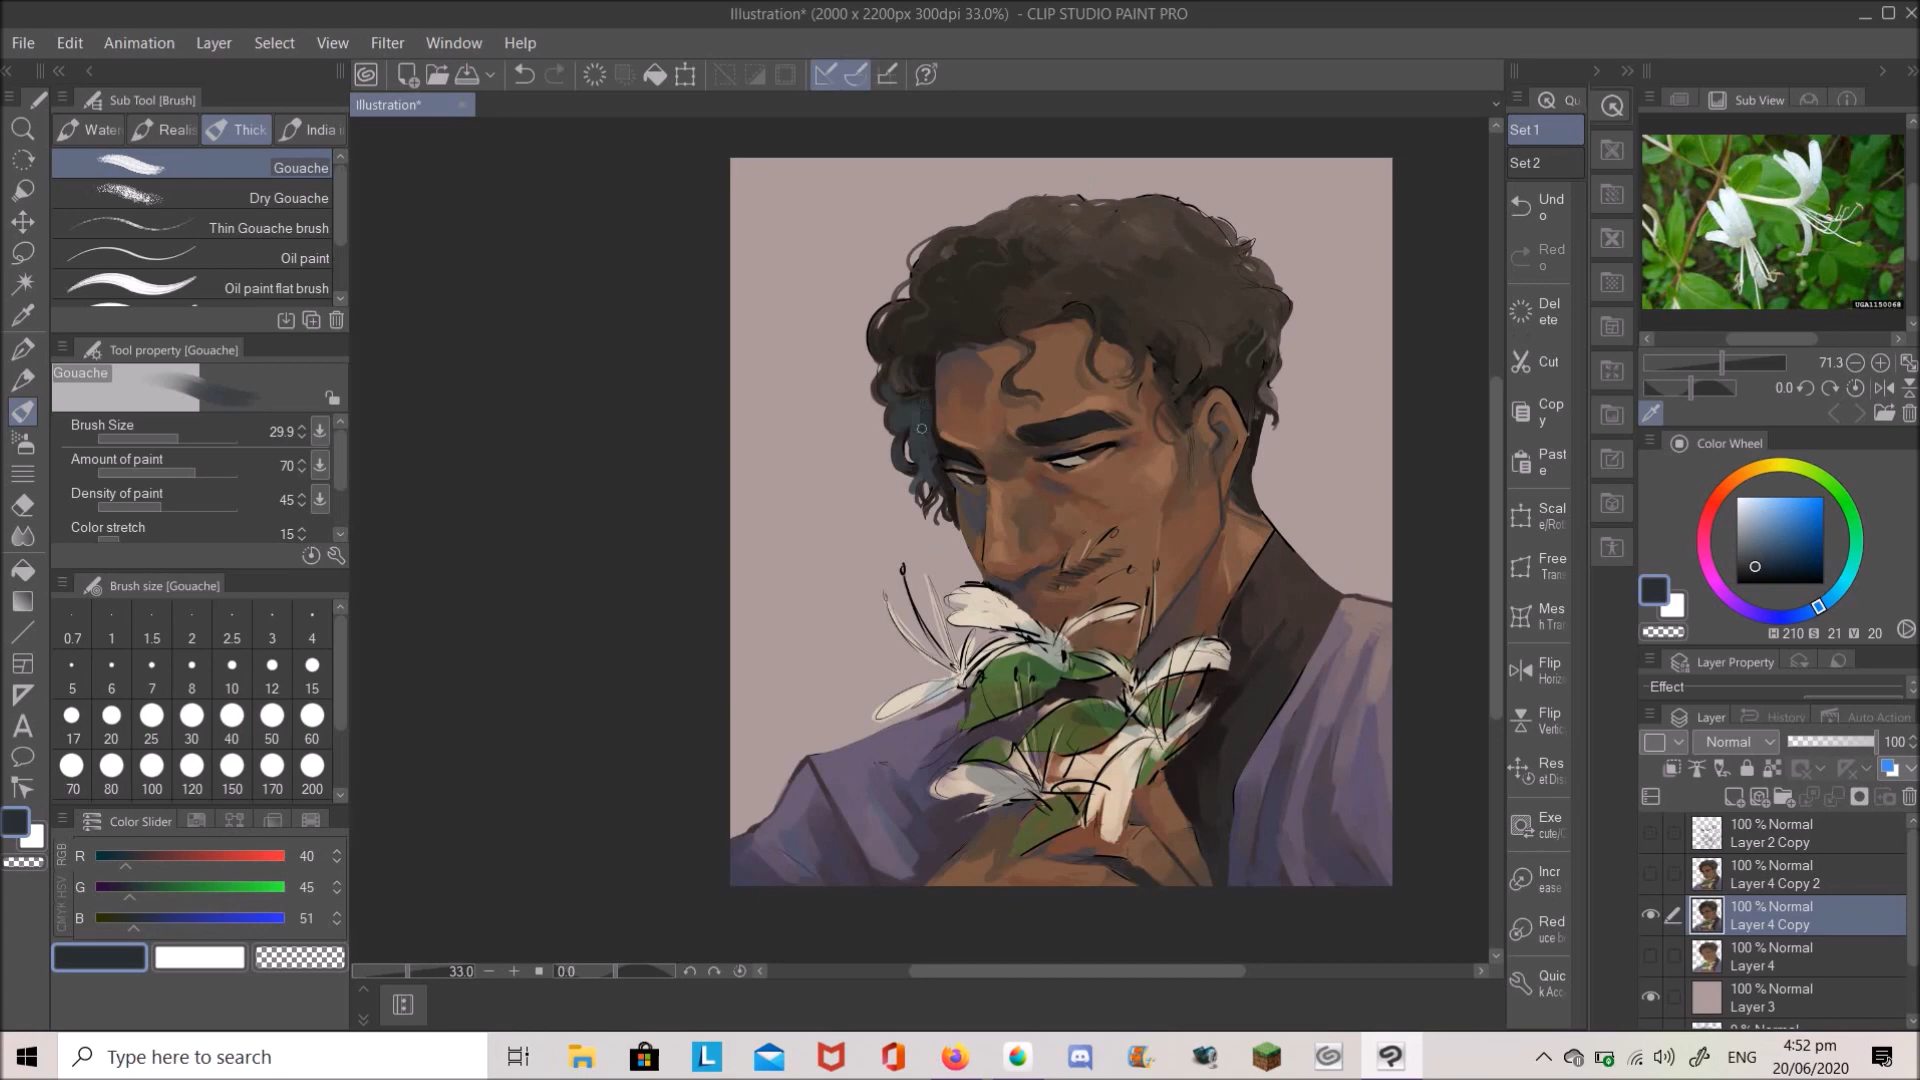 Illustration* (2000 x 2200px 300dpi 33.0%) - CLIP STUDIO PAINT PRO
File Edit Animation Layer Select View Filter Window Help
Sub Tool [Brush]
Water Realis Thick India
Gouache
Dry Gouache
Thin Gouache brush
Oil paint
Oil paint flat brush
Tool property [Gouache]
Gouache
Brush Size 29.9
Amount of paint 70
Density of paint 45
Color stretch 15
Brush size [Gouache]
0.7 1 1.5 2 2.5 3 4
5 6 7 8 10 12 15
17 20 25 30 40 50 60
70 80 100 120 150 170 200
Color Slider
RGB
HSV
CMYK
R 40
G 45
B 51
Illustration*
33.0 0.0
Qu
Set 1
Set 2
Und
o
Red
o
Del
ete
Cut
Cop
y
Past
e
Scal
e/Ro
Free
Tran
Mes
h Tra
Flip
Horiz
Flip
Vertic
Res
et Dis
Exe
cute/C
Incr
ease
Red
uce b
Quic
k Acc
Sub View
UGA1150068
71.3
0.0
Color Wheel
H 210 S 21 V 20
Layer Property
Effect
Layer History Auto Action
Normal 100
100 % Normal
Layer 2 Copy
100 % Normal
Layer 4 Copy 2
100 % Normal
Layer 4 Copy
100 % Normal
Layer 4
100 % Normal
Layer 3
Type here to search
ENG
4:52 pm
20/06/2020